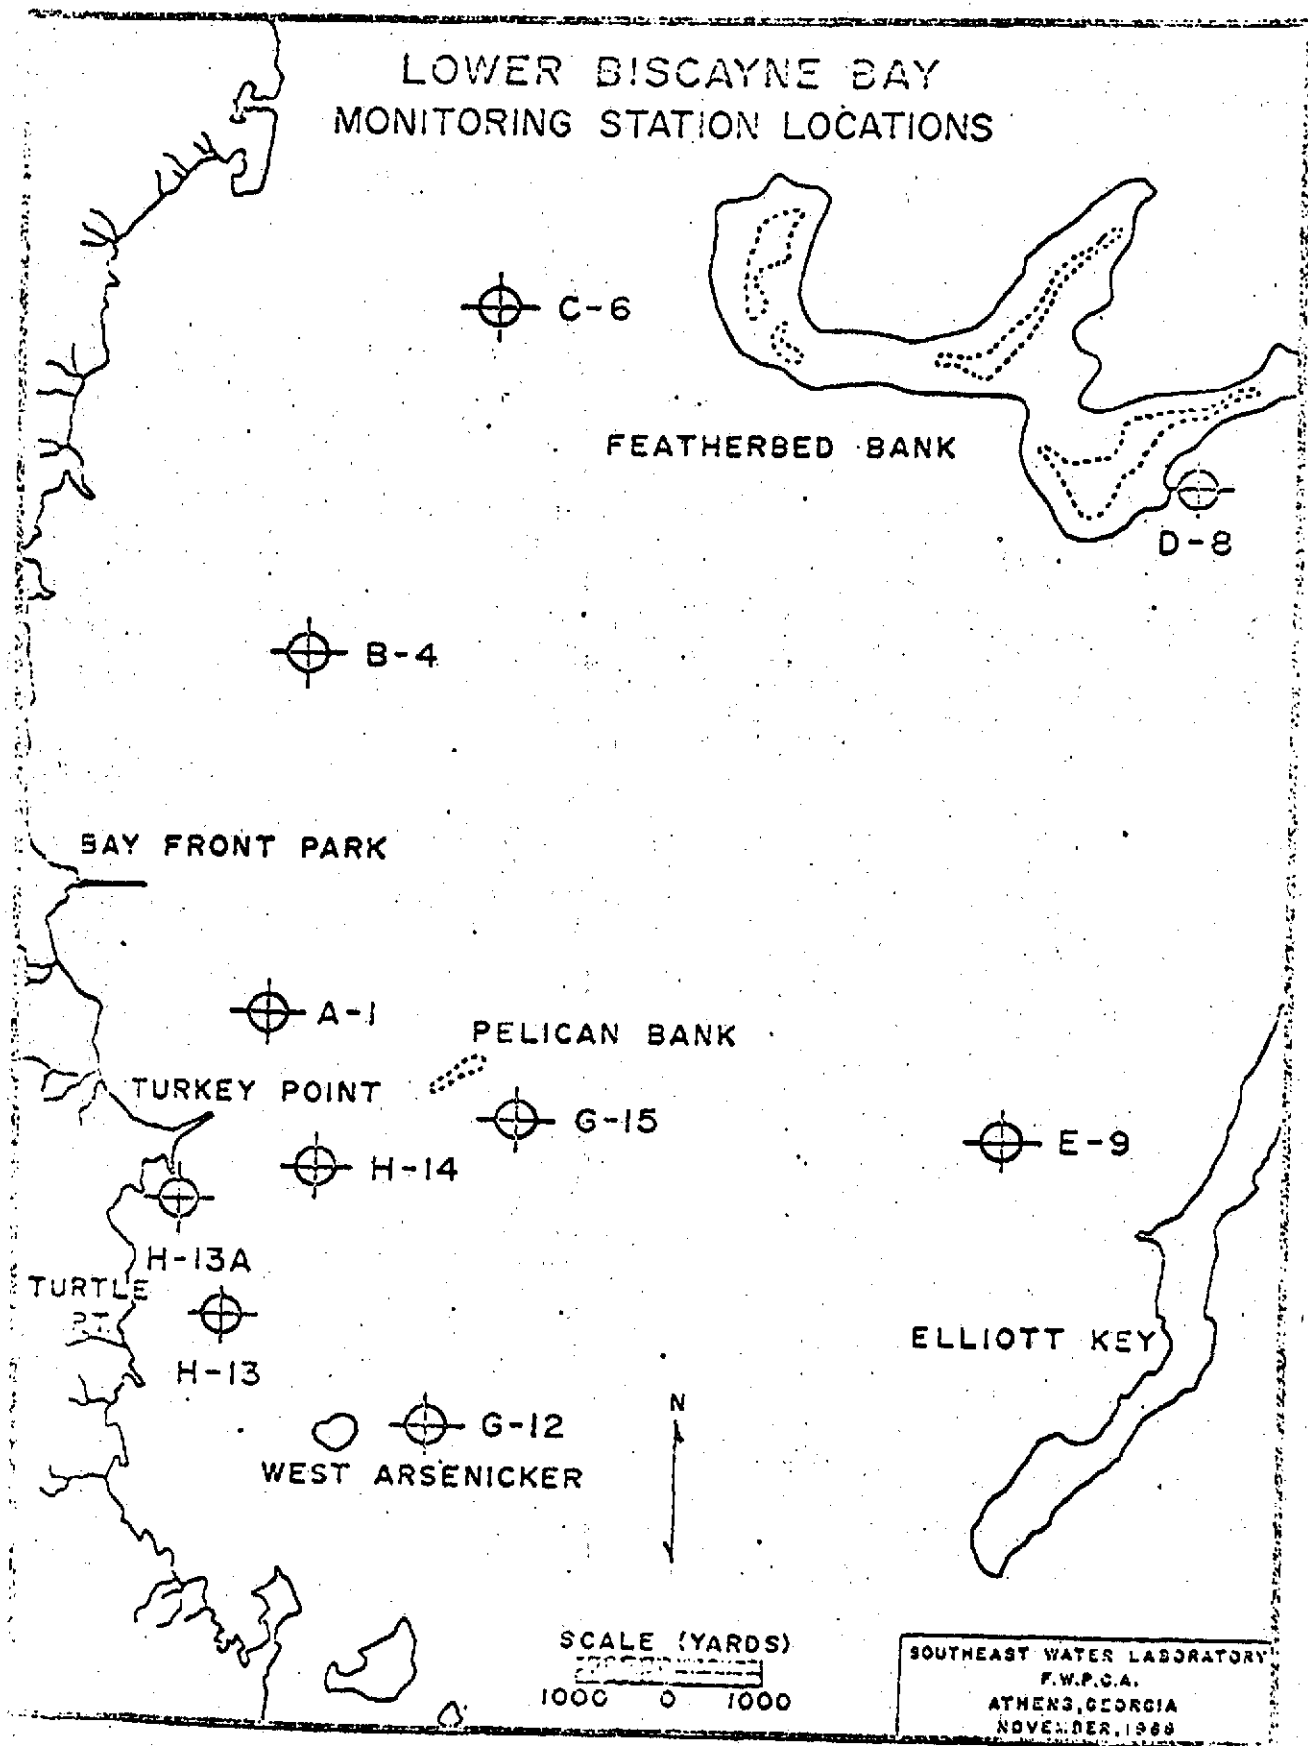 LOWER BISCAYNE BAY
MONITORING STATION LOCATIONS
C-6
FEATHERBED BANK
D-8
B-4
BAY FRONT PARK
A-1
PELICAN BANK
TURKEY POINT
G-15
E-9
H-14
H-13A
TURTLE
PT.
H-13
ELLIOTT KEY
N
G-12
WEST ARSENICKER
SCALE (YARDS)
1000 0 1000
SOUTHEAST WATER LABORATORY
F.W.P.C.A.
ATHENS, GEORGIA
NOVEMBER,